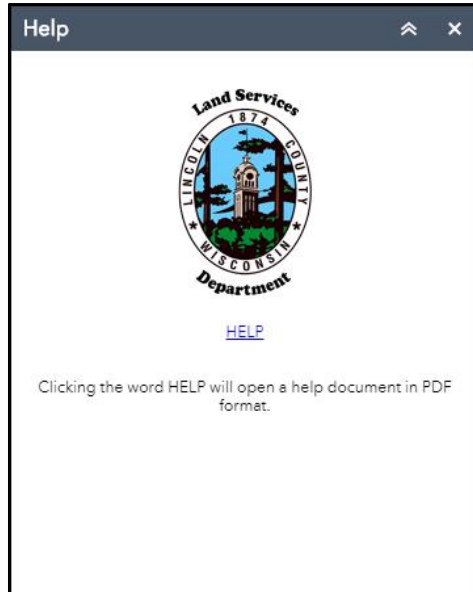 Help
Land Services
LINCOLN 1874 COUNTY
WISCONSIN
Department
HELP
Clicking the word HELP will open a help document in PDF
format.